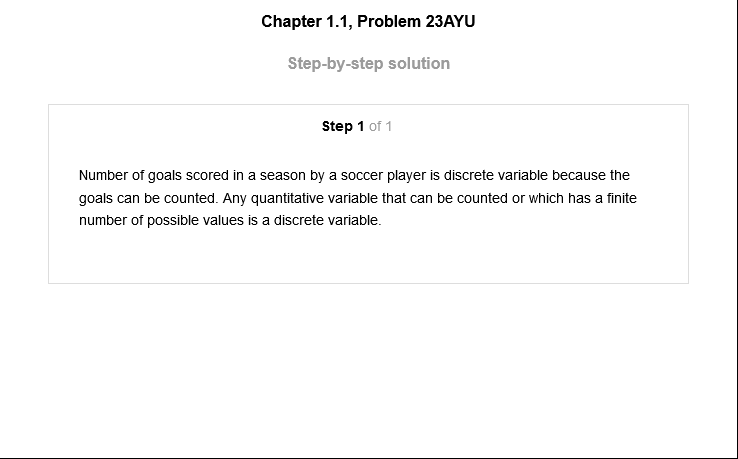 Chapter 1.1, Problem 23AYU
Step-by-step solution
Step 1 of 1
Number of goals scored in a season by a soccer player is discrete variable because the
goals can be counted. Any quantitative variable that can be counted or which has a finite
number of possible values is a discrete variable.